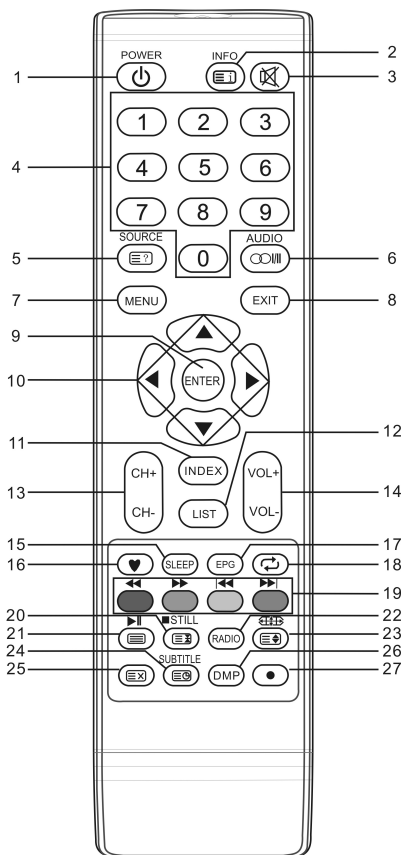 POWER INFO 2
1 3
1 2 3
4 4 5 6
7 8 9
SOURCE AUDIO
5 ? 0 I/II 6
7 MENU EXIT 8
9
10 ENTER
11 INDEX 12
CH+ VOL+
13 14
CH- LIST VOL-
15 17
16 SLEEP EPG 18
19
20 STILL 22
21 RADIO 23
24 SUBTITLE 26
25 X DMP 27